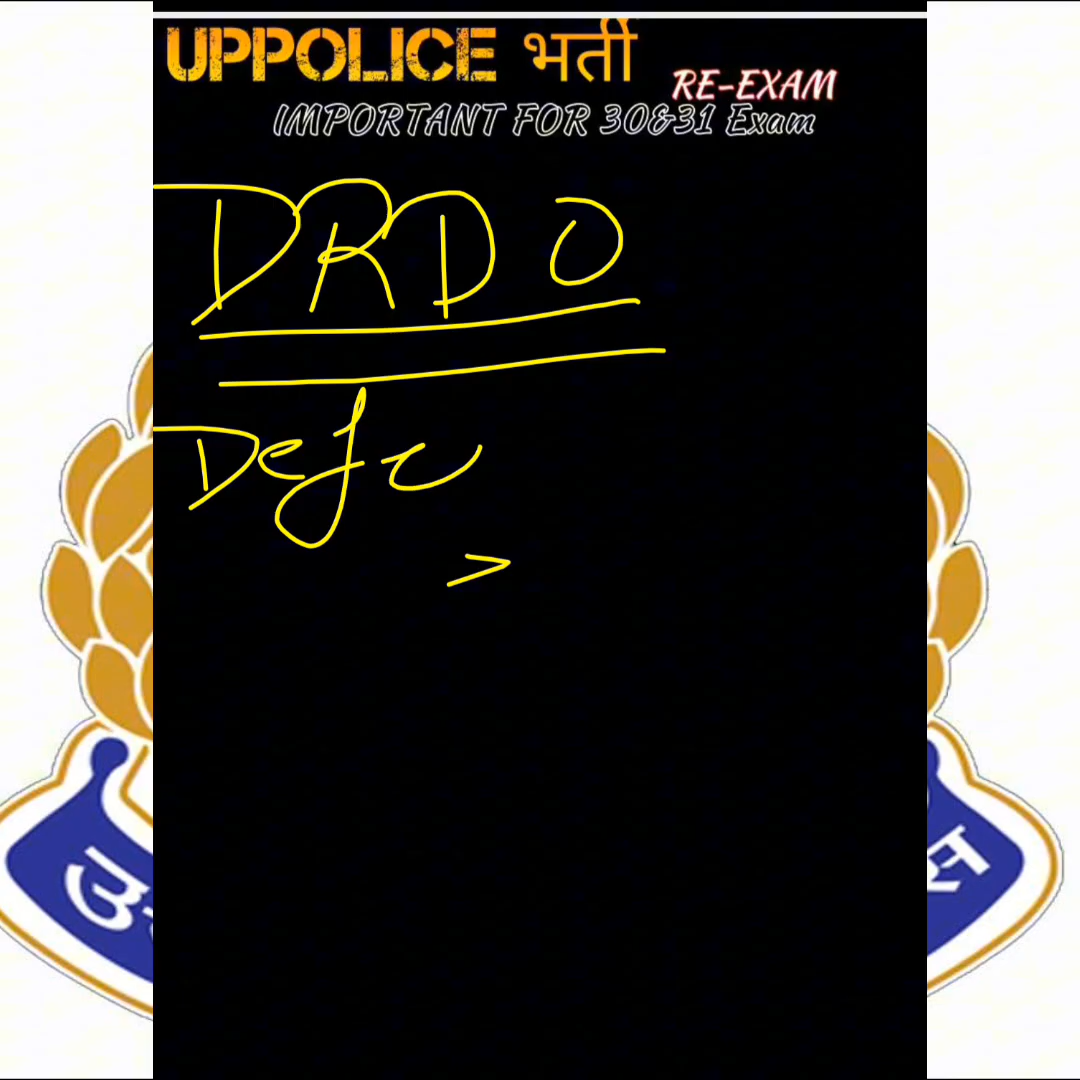 UPPOLICE भर्ती
RE-EXAM
IMPORTANT FOR 30&31 Exam
DRDO